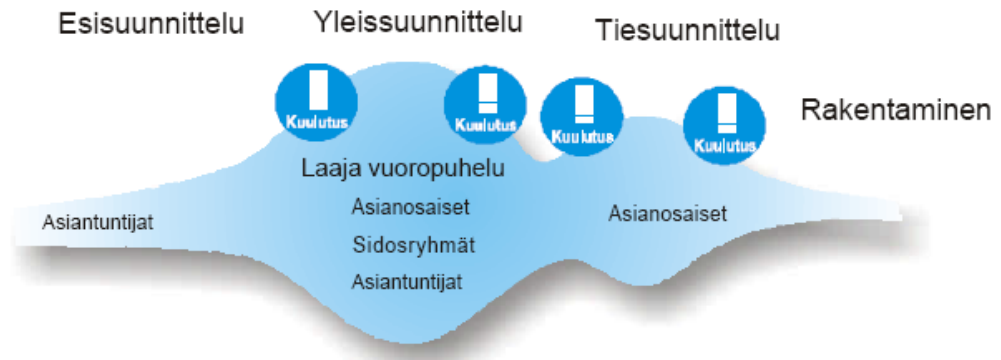 Esisuunnittelu
Yleissuunnittelu
Tiesuunnittelu
Rakentaminen
Kuulutus
Kuulutus
Kuulutus
Kuulutus
Laaja vuoropuhelu
Asianosaiset
Sidosryhmät
Asiantuntijat
Asiantuntijat
Asianosaiset